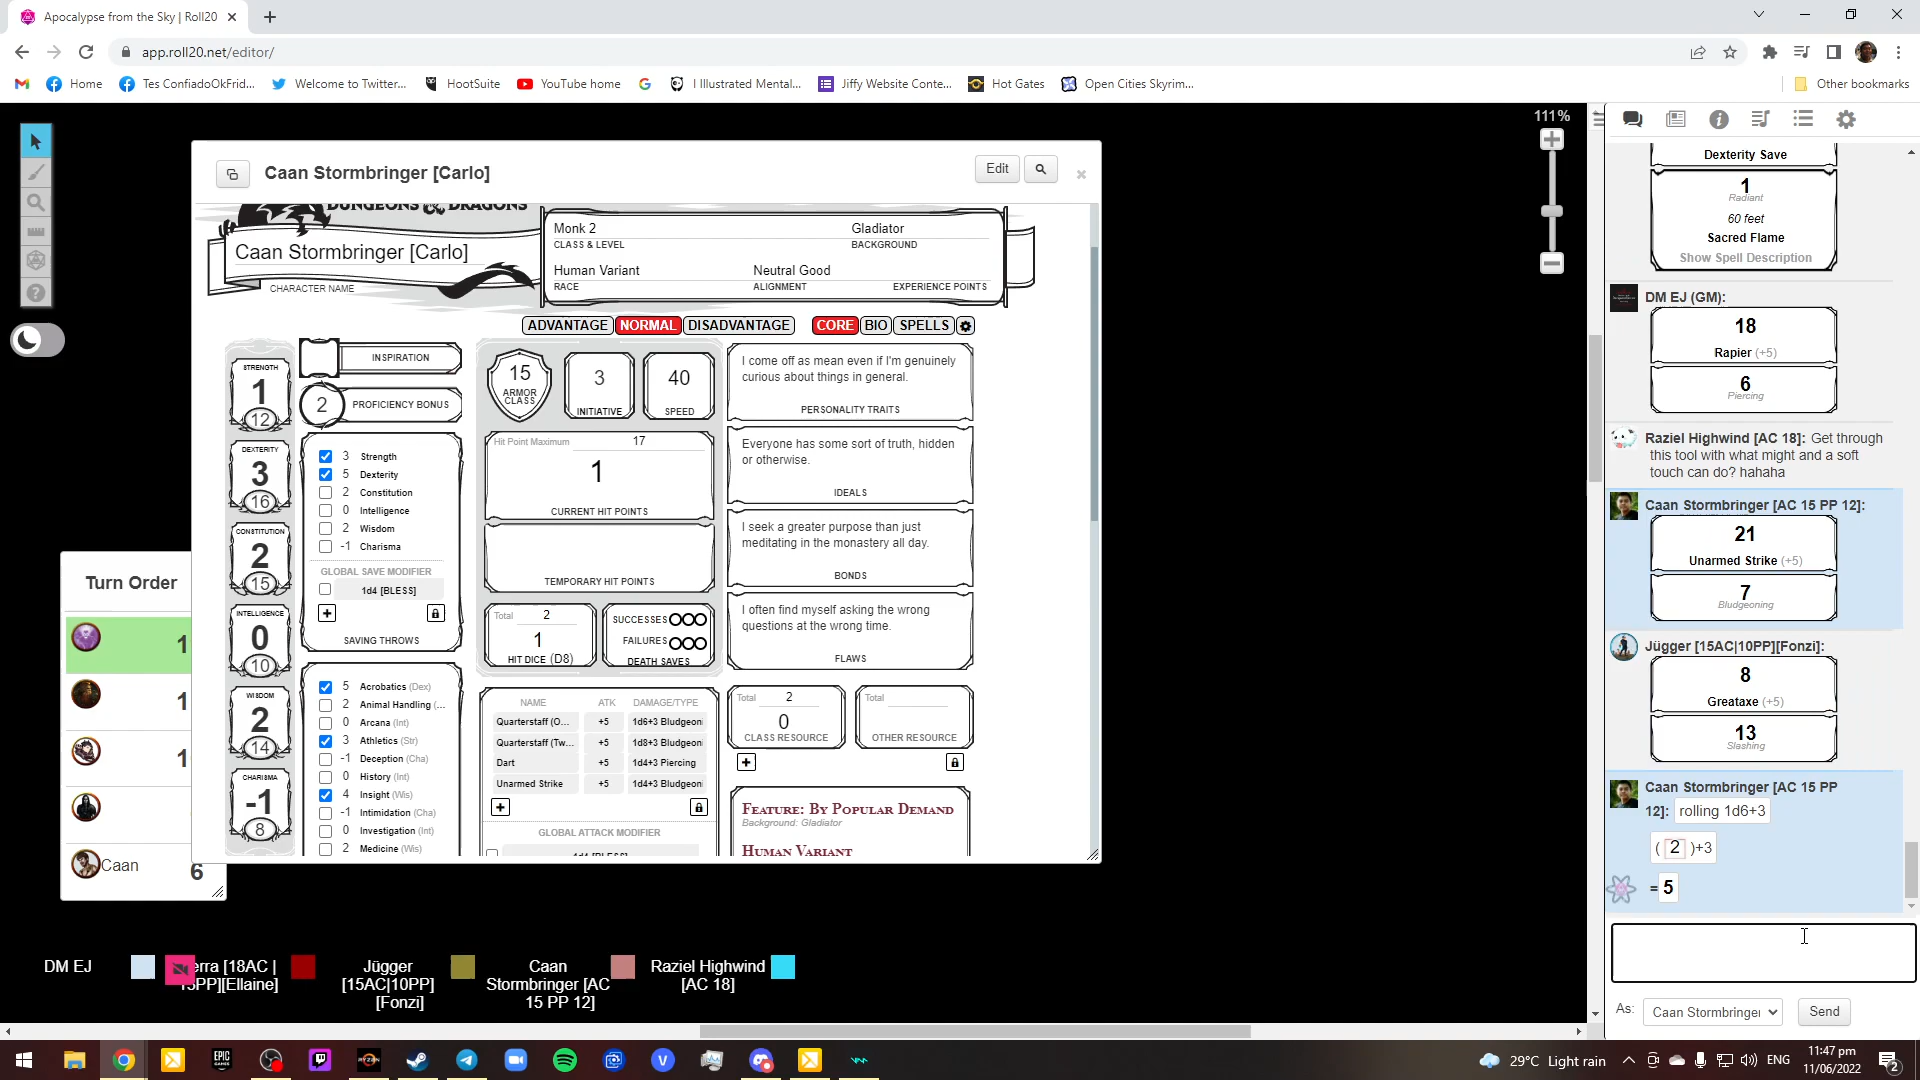 Apocalypse from the Sky | Roll20
app.roll20.net/editor/
Home
Tes ConfiadoOkFrid...
Welcome to Twitter...
HootSuite
YouTube home
I Illustrated Mental...
Jiffy Website Conte...
Hot Gates
Open Cities Skyrim...
Other bookmarks
111%
Caan Stormbringer [Carlo]
Edit
DUNGEONS & DRAGONS
Caan Stormbringer [Carlo]
CHARACTER NAME
Monk 2
CLASS & LEVEL
Gladiator
BACKGROUND
Human Variant
RACE
Neutral Good
ALIGNMENT
EXPERIENCE POINTS
ADVANTAGE
NORMAL
DISADVANTAGE
CORE
BIO
SPELLS
STRENGTH
1
12
DEXTERITY
3
16
CONSTITUTION
2
15
INTELLIGENCE
0
10
WISDOM
2
14
CHARISMA
-1
8
INSPIRATION
2
PROFICIENCY BONUS
3 Strength
5 Dexterity
2 Constitution
0 Intelligence
2 Wisdom
-1 Charisma
GLOBAL SAVE MODIFIER
1d4 [BLESS]
SAVING THROWS
5 Acrobatics (Dex)
2 Animal Handling (...
0 Arcana (Int)
3 Athletics (Str)
-1 Deception (Cha)
0 History (Int)
4 Insight (Wis)
-1 Intimidation (Cha)
0 Investigation (Int)
2 Medicine (Wis)
15
ARMOR
CLASS
3
INITIATIVE
40
SPEED
Hit Point Maximum 17
1
CURRENT HIT POINTS
TEMPORARY HIT POINTS
Total 2
1
HIT DICE (D8)
SUCCESSES
FAILURES
DEATH SAVES
NAME ATK DAMAGE/TYPE
Quarterstaff (O... +5 1d6+3 Bludgeoni
Quarterstaff (Tw... +5 1d8+3 Bludgeoni
Dart +5 1d4+3 Piercing
Unarmed Strike +5 1d4+3 Bludgeoni
GLOBAL ATTACK MODIFIER
1d4 [BLESS]
I come off as mean even if I'm genuinely
curious about things in general.
PERSONALITY TRAITS
Everyone has some sort of truth, hidden
or otherwise.
IDEALS
I seek a greater purpose than just
meditating in the monastery all day.
BONDS
I often find myself asking the wrong
questions at the wrong time.
FLAWS
Total 2
0
CLASS RESOURCE
Total
OTHER RESOURCE
FEATURE: BY POPULAR DEMAND
Background: Gladiator
HUMAN VARIANT
Turn Order
1
1
1
Caan 6
DM EJ
erra [18AC |
15PP][Ellaine]
Jügger
[15AC|10PP]
[Fonzi]
Caan
Stormbringer [AC
15 PP 12]
Raziel Highwind
[AC 18]
Dexterity Save
1
Radiant
60 feet
Sacred Flame
Show Spell Description
DM EJ (GM):
18
Rapier (+5)
6
Piercing
Raziel Highwind [AC 18]: Get through
this tool with what might and a soft
touch can do? hahaha
Caan Stormbringer [AC 15 PP 12]:
21
Unarmed Strike (+5)
7
Bludgeoning
Jügger [15AC|10PP][Fonzi]:
8
Greataxe (+5)
13
Slashing
Caan Stormbringer [AC 15 PP
12]: rolling 1d6+3
( 2 )+3
=5
As: Caan Stormbringer
Send
EPIC GAMES
RYZEN
29°C Light rain
ENG
11:47 pm
11/06/2022
2